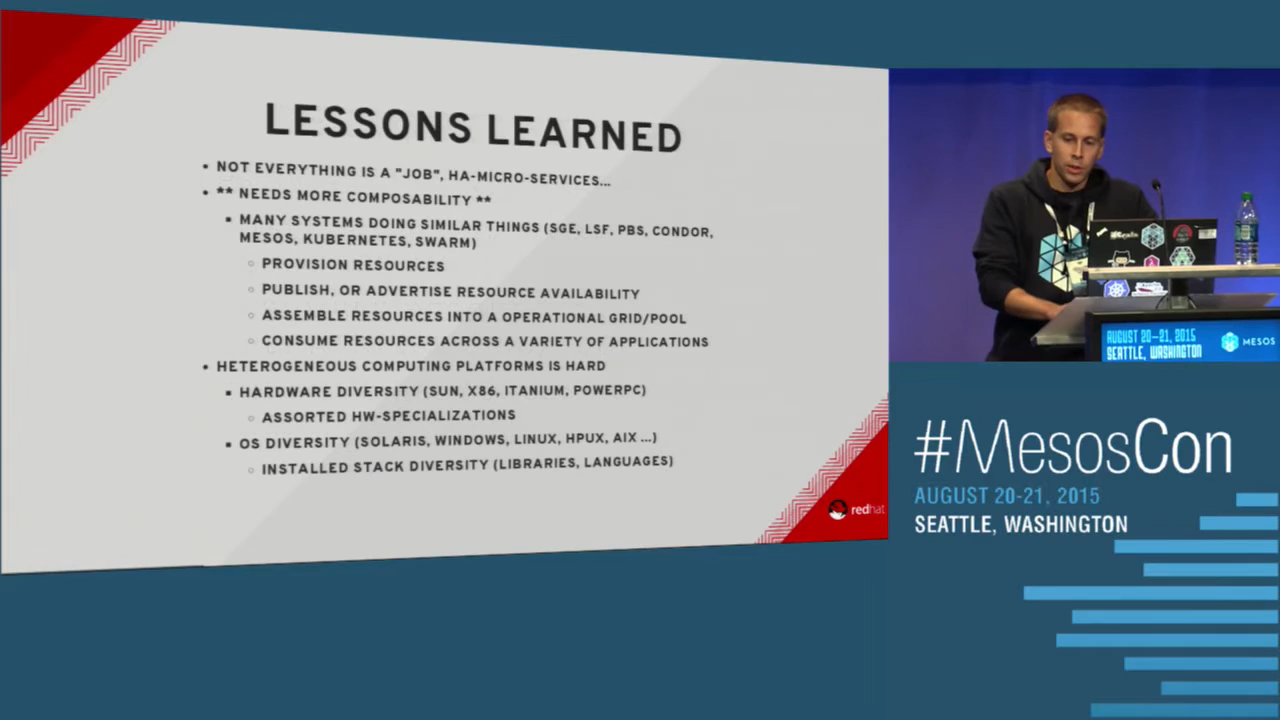 LESSONS LEARNED
• NOT EVERYTHING IS A "JOB", HA-MICRO-SERVICES...
• ** NEEDS MORE COMPOSABILITY **
▪ MANY SYSTEMS DOING SIMILAR THINGS (SGE, LSF, PBS, CONDOR,
MESOS, KUBERNETES, SWARM)
◦ PROVISION RESOURCES
◦ PUBLISH, OR ADVERTISE RESOURCE AVAILABILITY
◦ ASSEMBLE RESOURCES INTO A OPERATIONAL GRID/POOL
◦ CONSUME RESOURCES ACROSS A VARIETY OF APPLICATIONS
• HETEROGENEOUS COMPUTING PLATFORMS IS HARD
▪ HARDWARE DIVERSITY (SUN, X86, ITANIUM, POWERPC)
◦ ASSORTED HW-SPECIALIZATIONS
▪ OS DIVERSITY (SOLARIS, WINDOWS, LINUX, HPUX, AIX ...)
◦ INSTALLED STACK DIVERSITY (LIBRARIES, LANGUAGES)
redhat
AUGUST 20-21, 2015
SEATTLE, WASHINGTON
MESOS
#MesosCon
AUGUST 20-21, 2015
SEATTLE, WASHINGTON